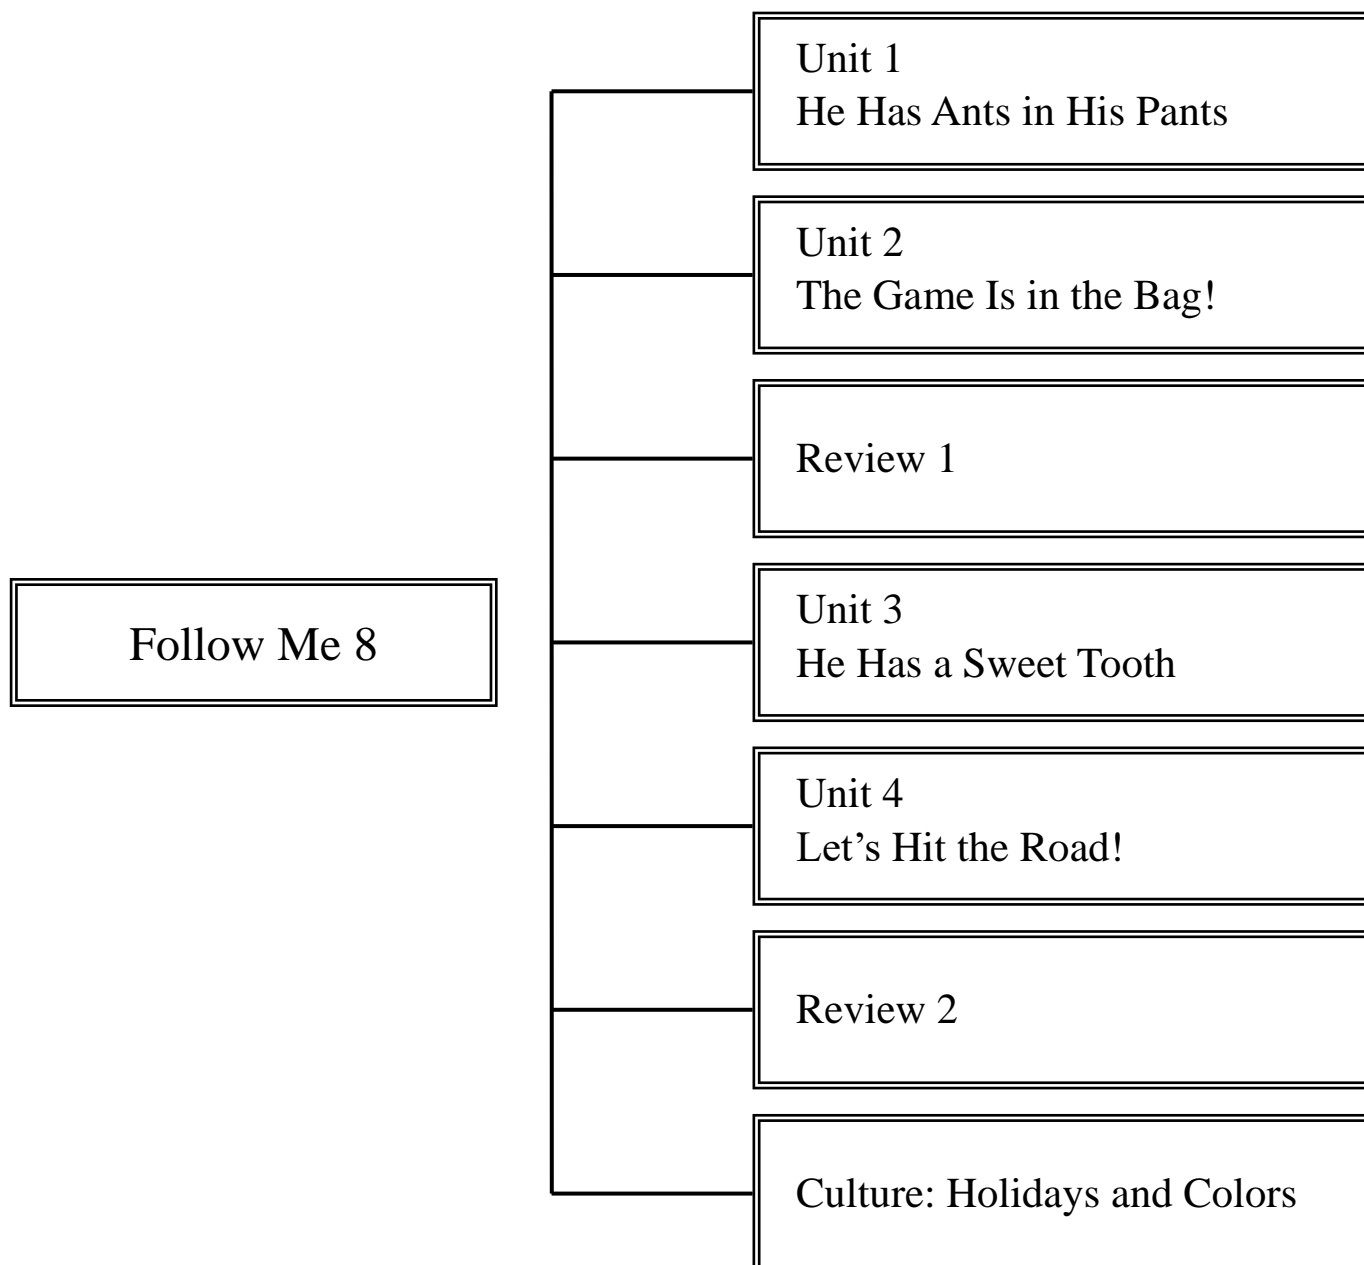 Follow Me 8
Unit 1
He Has Ants in His Pants
Unit 2
The Game Is in the Bag!
Review 1
Unit 3
He Has a Sweet Tooth
Unit 4
Let’s Hit the Road!
Review 2
Culture: Holidays and Colors